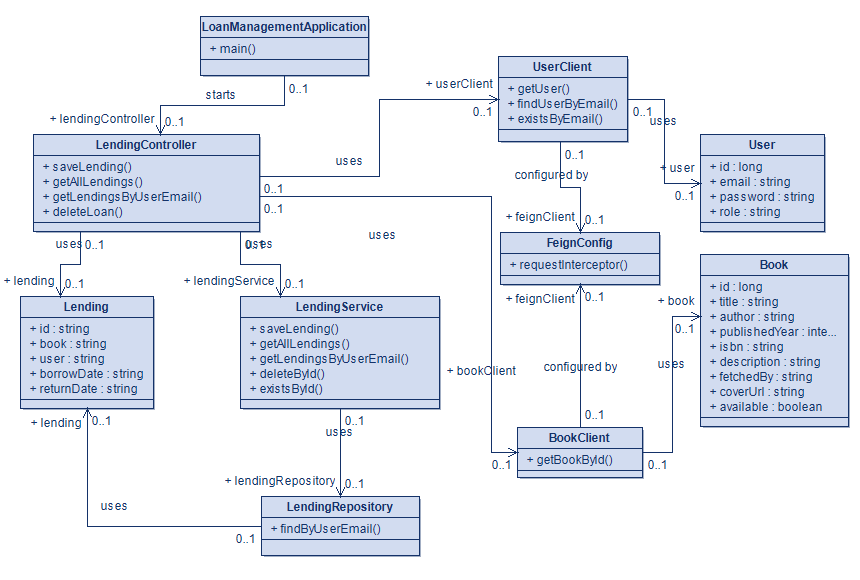 LoanManagementApplication
+ main()
0..1
starts
+ lendingController
0..1
LendingController
+ saveLending()
+ getAllLendings()
+ getLendingsByUserEmail()
+ deleteLoan()
uses
0..1
0..1
+ userClient
0..1
UserClient
+ getUser()
+ findUserByEmail()
+ existsByEmail()
0..1
uses
+ user
0..1
User
+ id : long
+ email : string
+ password : string
+ role : string
0..1
configured by
+ feignClient
0..1
FeignConfig
+ requestInterceptor()
+ feignClient
0..1
configured by
0..1
uses
uses
0..1
+ lending
0..1
0..1
uses
+ lendingService
0..1
Lending
+ id : string
+ book : string
+ user : string
+ borrowDate : string
+ returnDate : string
LendingService
+ saveLending()
+ getAllLendings()
+ getLendingsByUserEmail()
+ deleteById()
+ existsById()
Book
+ id : long
+ title : string
+ author : string
+ publishedYear : inte...
+ isbn : string
+ description : string
+ fetchedBy : string
+ coverUrl : string
+ available : boolean
+ book
0..1
uses
0..1
+ bookClient
0..1
BookClient
+ getBookById()
+ lending
0..1
0..1
uses
+ lendingRepository
0..1
LendingRepository
+ findByUserEmail()
uses
0..1